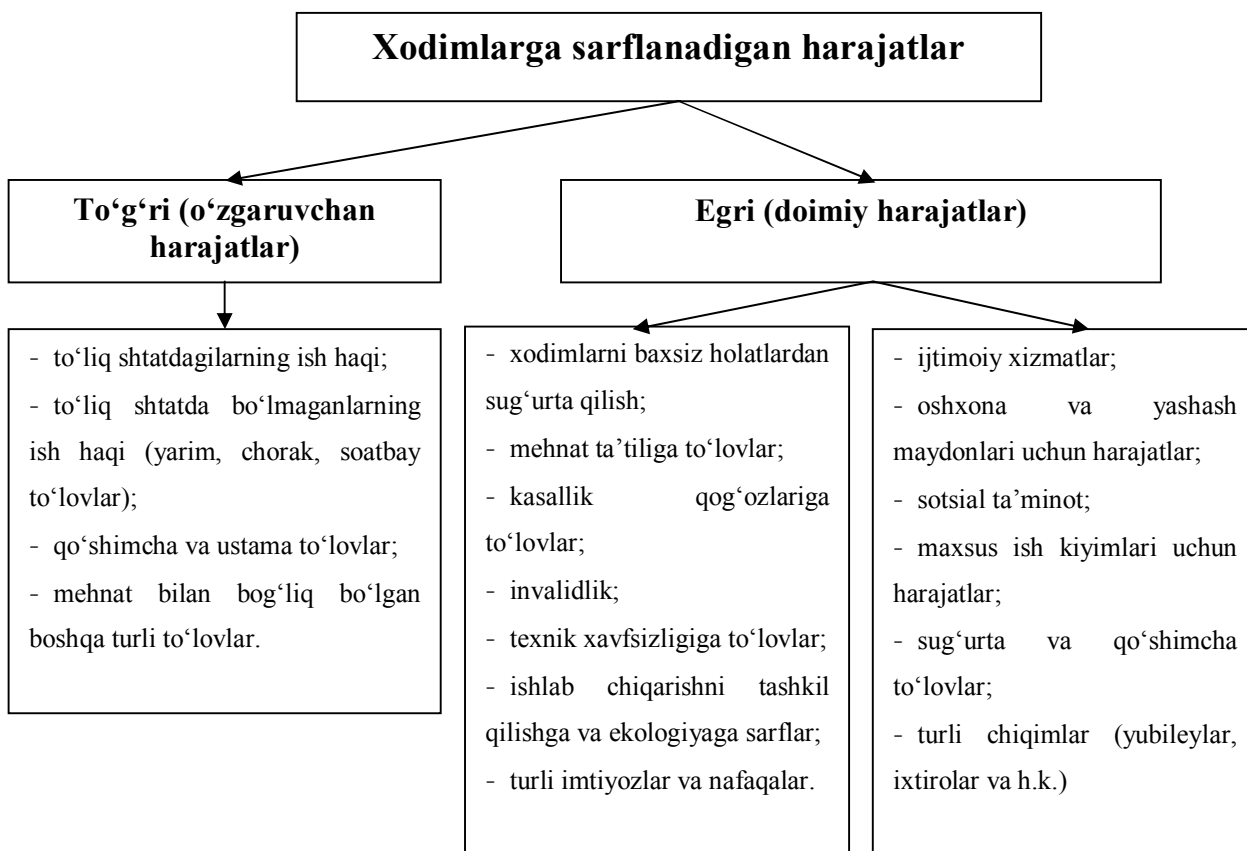 Xodimlarga sarflanadigan harajatlar
To‘g‘ri (o‘zgaruvchan
harajatlar)
Egri (doimiy harajatlar)
- to‘liq shtatdagilarning ish haqi;
- to‘liq shtatda bo‘lmaganlarning
ish haqi (yarim, chorak, soatbay
to‘lovlar);
- qo‘shimcha va ustama to‘lovlar;
- mehnat bilan bog‘liq bo‘lgan
boshqa turli to‘lovlar.
- xodimlarni baxsiz holatlardan
sug‘urta qilish;
- mehnat ta’tiliga to‘lovlar;
- kasallik qog‘ozlariga
to‘lovlar;
- invalidlik;
- texnik xavfsizligiga to‘lovlar;
- ishlab chiqarishni tashkil
qilishga va ekologiyaga sarflar;
- turli imtiyozlar va nafaqalar.
- ijtimoiy xizmatlar;
- oshxona va yashash
maydonlari uchun harajatlar;
- sotsial ta’minot;
- maxsus ish kiyimlari uchun
harajatlar;
- sug‘urta va qo‘shimcha
to‘lovlar;
- turli chiqimlar (yubileylar,
ixtirolar va h.k.)